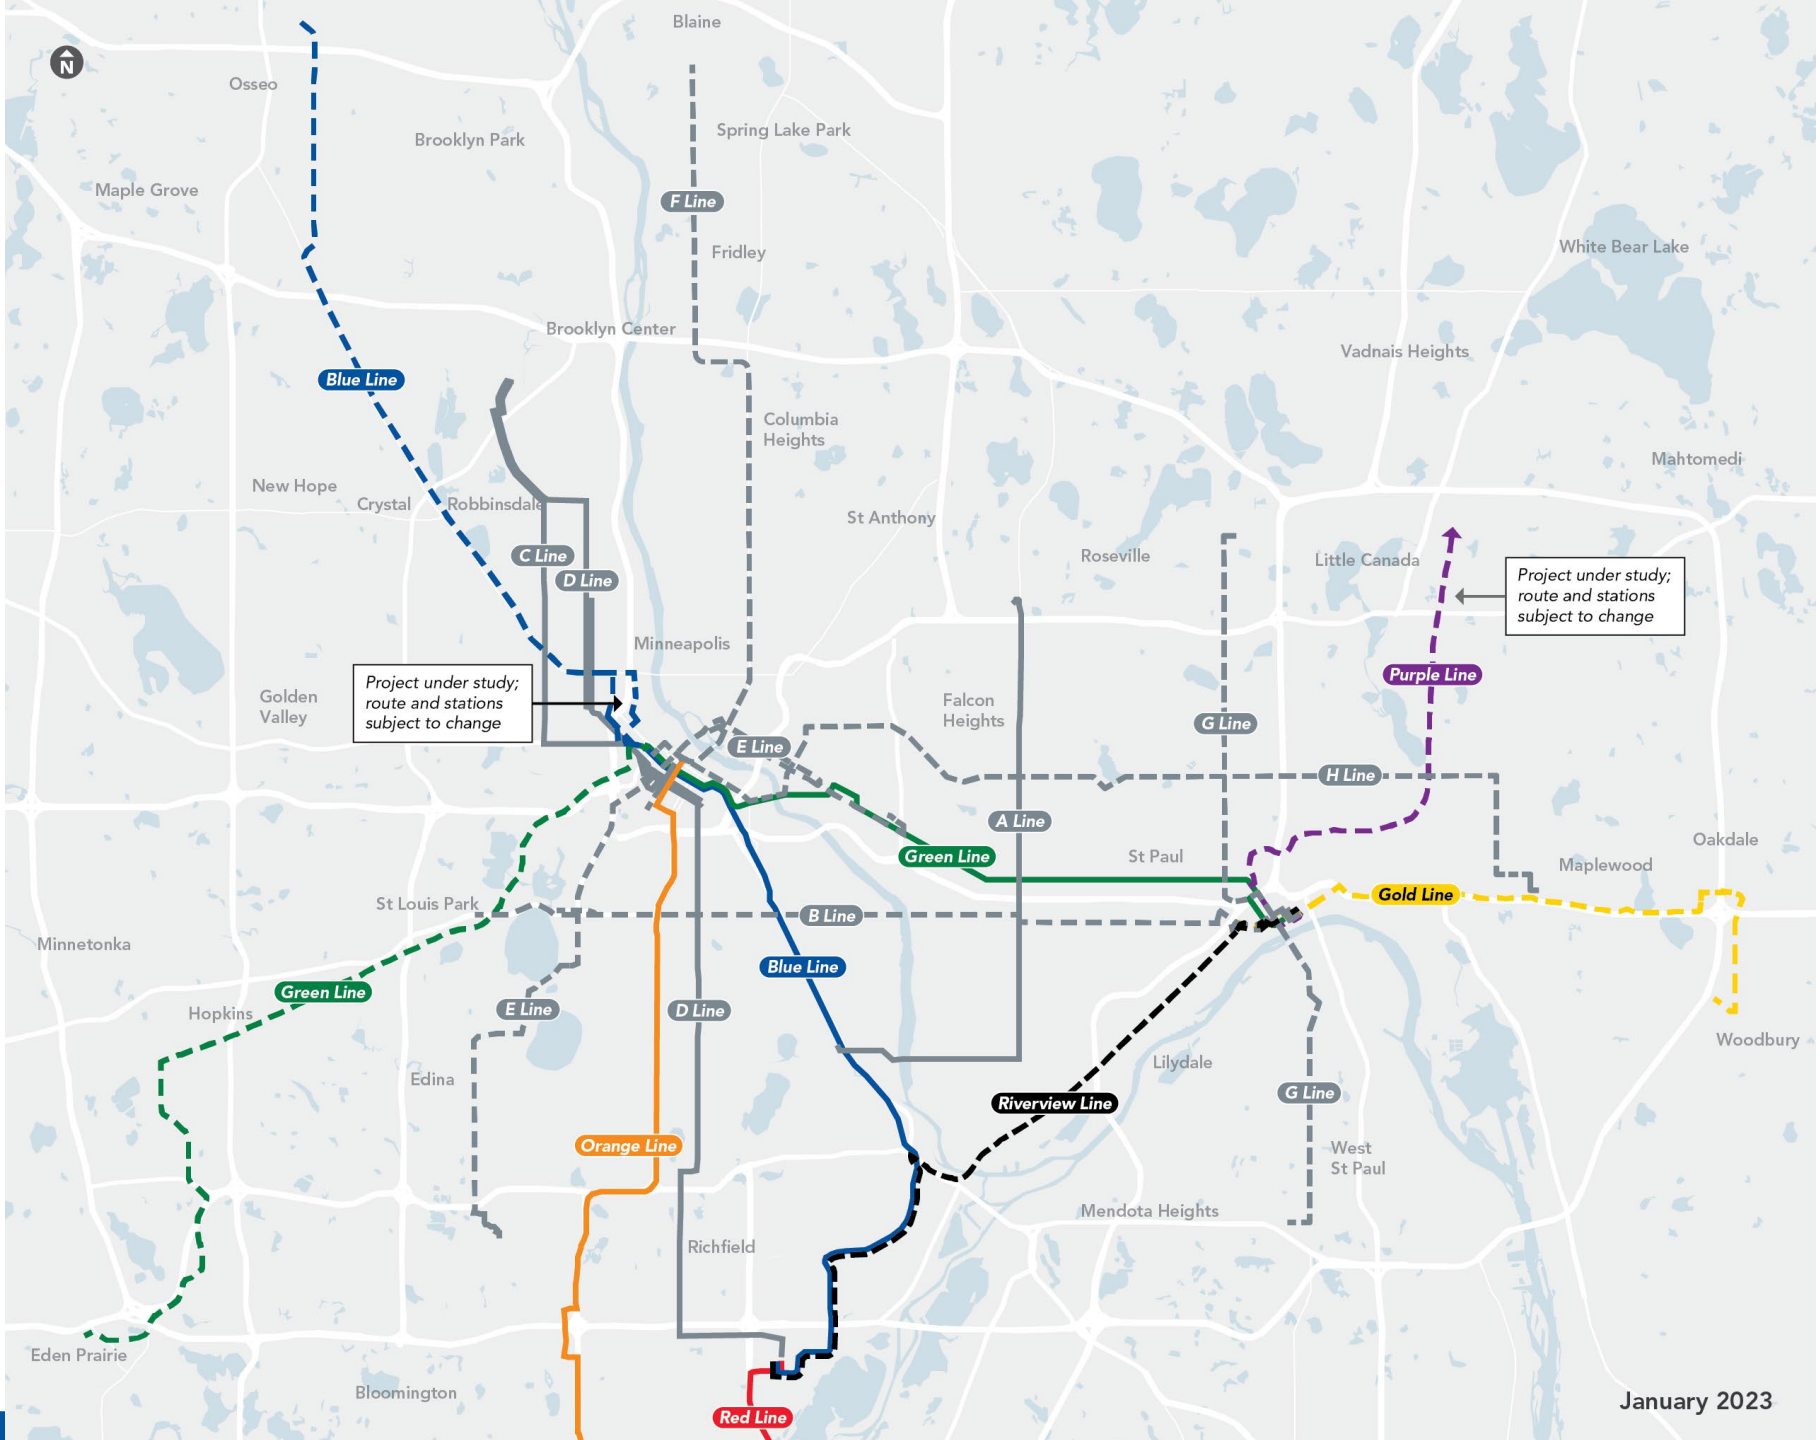 Blaine
N
Osseo
Spring Lake Park
Brooklyn Park
Maple Grove
F Line
White Bear Lake
Fridley
Brooklyn Center
Vadnais Heights
Blue Line
Columbia
Heights
Mahtomedi
New Hope
Crystal
Robbinsdale
St Anthony
C Line
D Line
Roseville
Little Canada
Project under study;
route and stations
subject to change
Minneapolis
Purple Line
Project under study;
route and stations
subject to change
Golden
Valley
Falcon
Heights
G Line
E Line
H Line
A Line
Oakdale
Green Line
St Paul
Maplewood
Gold Line
St Louis Park
B Line
Minnetonka
Blue Line
Green Line
Hopkins
E Line
D Line
Woodbury
Lilydale
Edina
G Line
Riverview Line
Orange Line
West
St Paul
Mendota Heights
Richfield
Eden Prairie
Bloomington
January 2023
Red Line